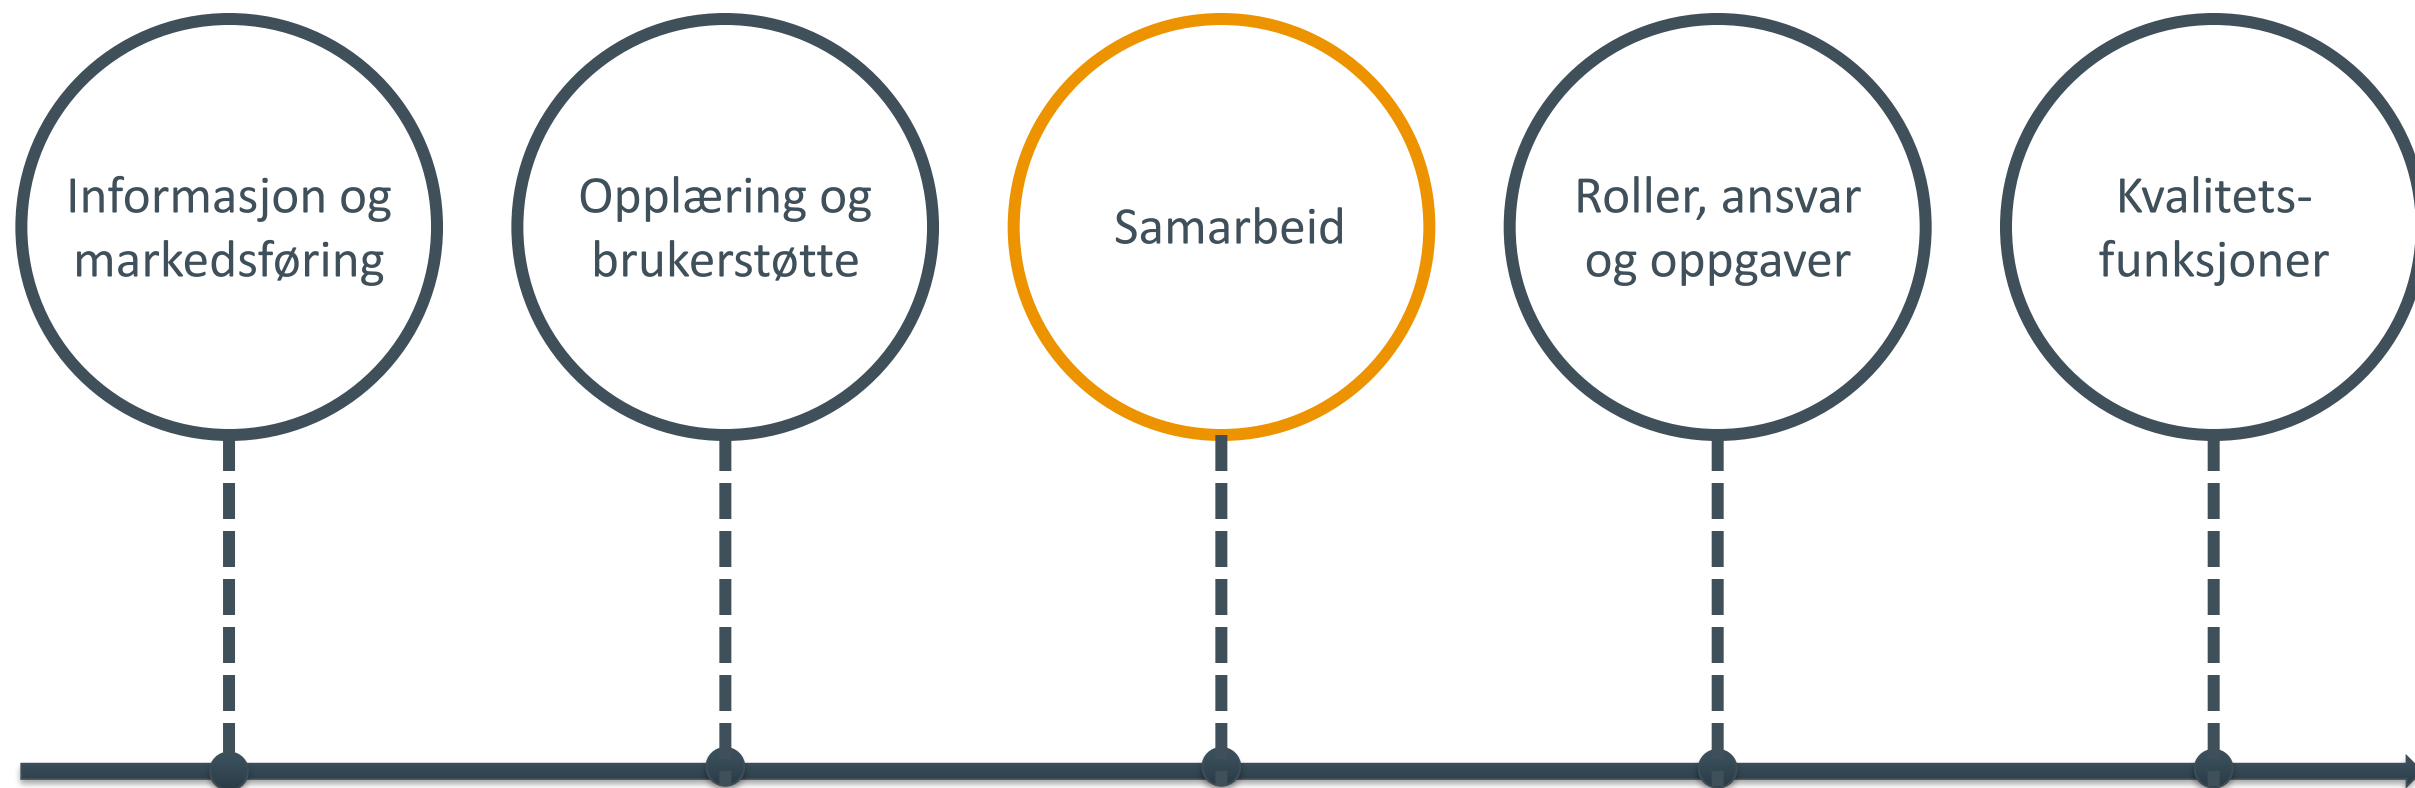 Informasjon og
markedsføring
Opplæring og
brukerstøtte
Samarbeid
Roller, ansvar
og oppgaver
Kvalitets-
funksjoner